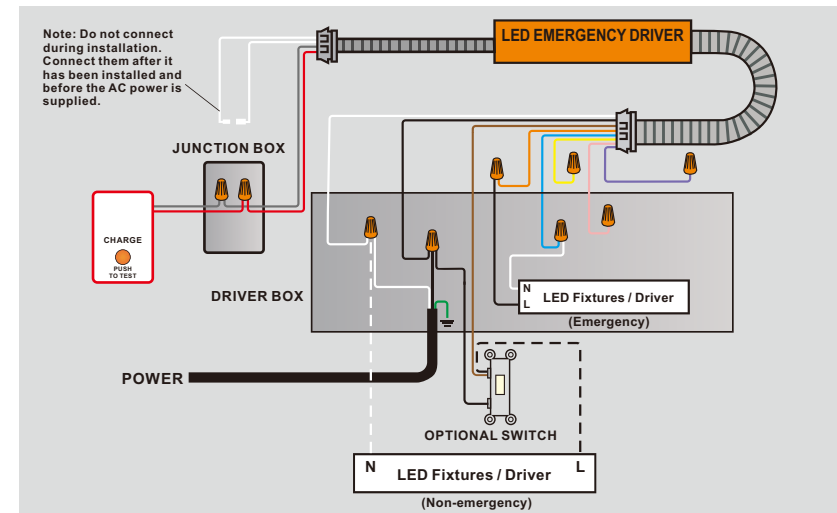 Note: Do not connect
during installation.
Connect them after it
has been installed and
before the AC power is
supplied.
LED EMERGENCY DRIVER
JUNCTION BOX
CHARGE
PUSH
TO TEST
DRIVER BOX
N
L
LED Fixtures / Driver
(Emergency)
POWER
OPTIONAL SWITCH
N
LED Fixtures / Driver
L
(Non-emergency)